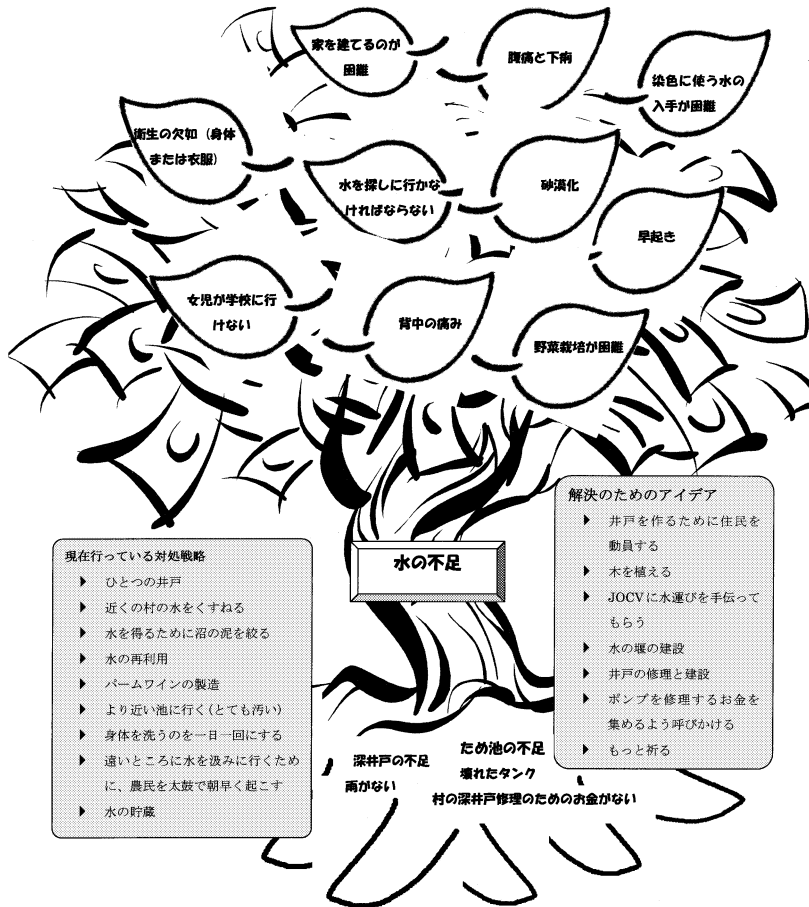 家を建てるのが
困難
腹痛と下痢
染色に使う水の
入手が困難
衛生の欠如（身体
または衣服）
水を探しに行かな
ければならない
砂漠化
早起き
女児が学校に行
けない
背中の痛み
野菜栽培が困難
水の不足
現在行っている対処戦略
▶ ひとつの井戸
▶ 近くの村の水をくすねる
▶ 水を得るために沼の泥を絞る
▶ 水の再利用
▶ パームワインの製造
▶ より近い池に行く(とても汚い)
▶ 身体を洗うのを一日一回にする
▶ 遠いところに水を汲みに行くため
に、農民を太鼓で朝早く起こす
▶ 水の貯蔵
解決のためのアイデア
▶ 井戸を作るために住民を
動員する
▶ 木を植える
▶ JOCVに水運びを手伝って
もらう
▶ 水の堰の建設
▶ 井戸の修理と建設
▶ ポンプを修理するお金を
集めるよう呼びかける
▶ もっと祈る
深井戸の不足
雨がない
ため池の不足
壊れたタンク
村の深井戸修理のためのお金がない